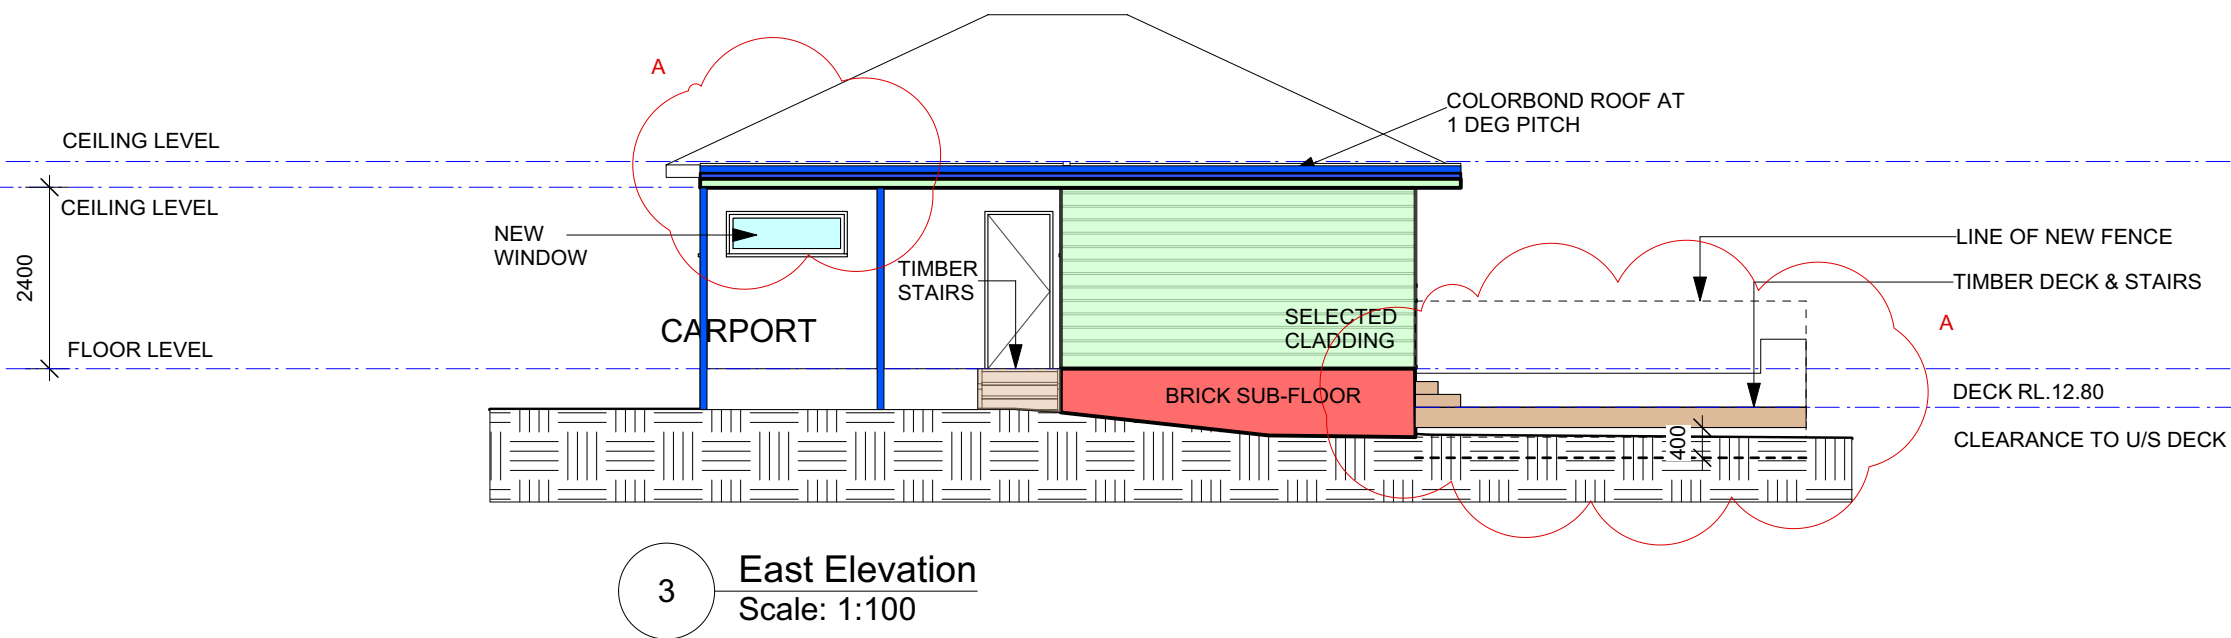 A
COLORBOND ROOF AT
1 DEG PITCH
CEILING LEVEL
CEILING LEVEL
2400
NEW
WINDOW
TIMBER
STAIRS
LINE OF NEW FENCE
TIMBER DECK & STAIRS
CARPORT
SELECTED
CLADDING
A
FLOOR LEVEL
BRICK SUB-FLOOR
DECK RL.12.80
400
CLEARANCE TO U/S DECK
3
East Elevation
Scale: 1:100